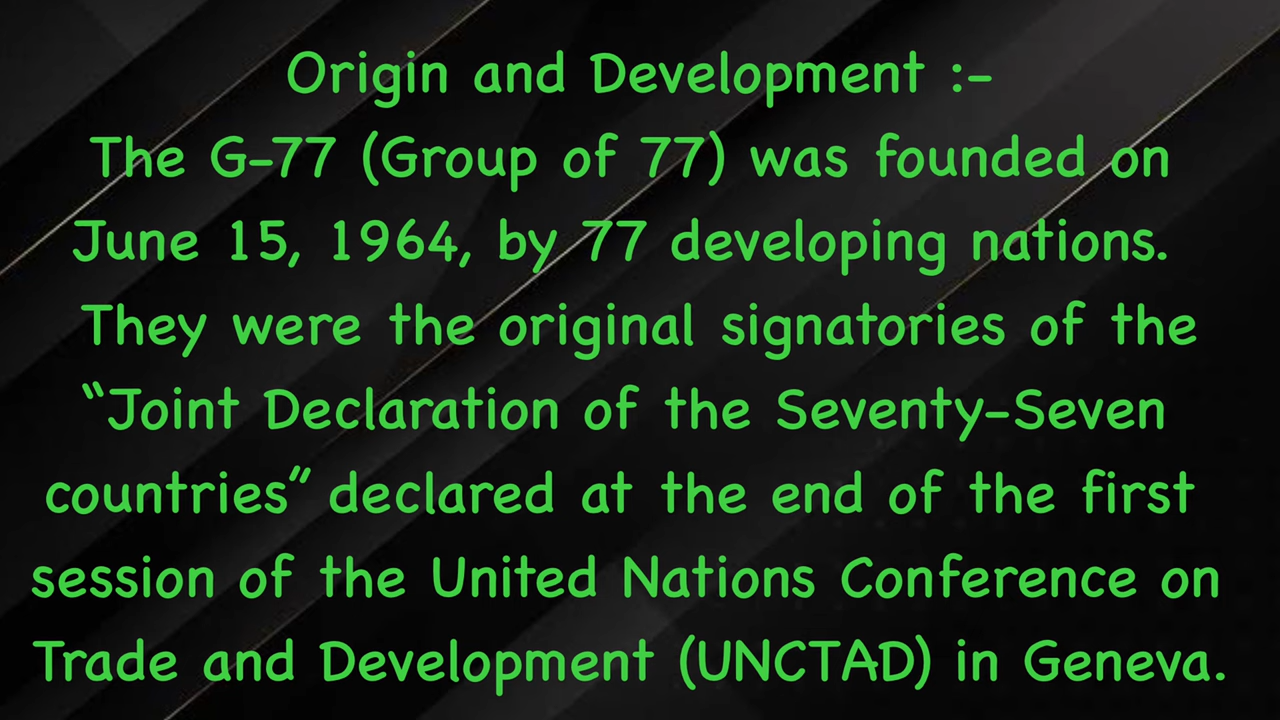 Origin and Development :-
The G-77 (Group of 77) was founded on
June 15, 1964, by 77 developing nations.
They were the original signatories of the
“Joint Declaration of the Seventy-Seven
countries” declared at the end of the first
session of the United Nations Conference on
Trade and Development (UNCTAD) in Geneva.